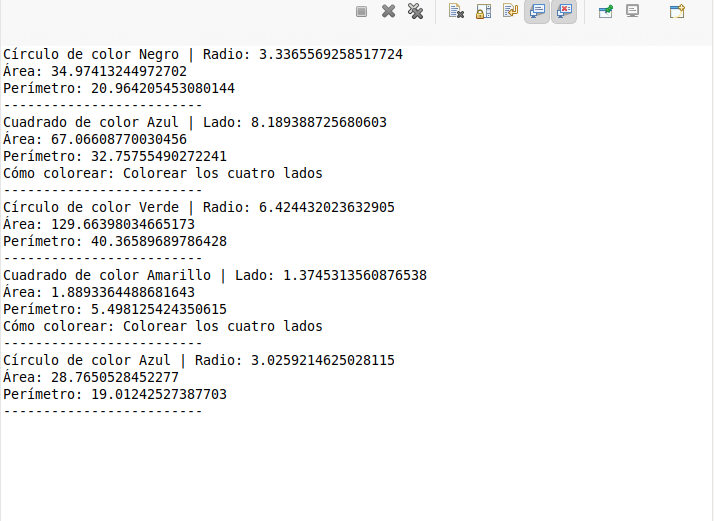 Círculo de color Negro | Radio: 3.3365569258517724
Área: 34.97413244972702
Perímetro: 20.964205453080144
-------------------------
Cuadrado de color Azul | Lado: 8.189388725680603
Área: 67.06608770030456
Perímetro: 32.75755490272241
Cómo colorear: Colorear los cuatro lados
-------------------------
Círculo de color Verde | Radio: 6.424432023632905
Área: 129.66398034665173
Perímetro: 40.36589689786428
-------------------------
Cuadrado de color Amarillo | Lado: 1.3745313560876538
Área: 1.8893364488681643
Perímetro: 5.498125424350615
Cómo colorear: Colorear los cuatro lados
-------------------------
Círculo de color Azul | Radio: 3.0259214625028115
Área: 28.7650528452277
Perímetro: 19.01242527387703
-------------------------